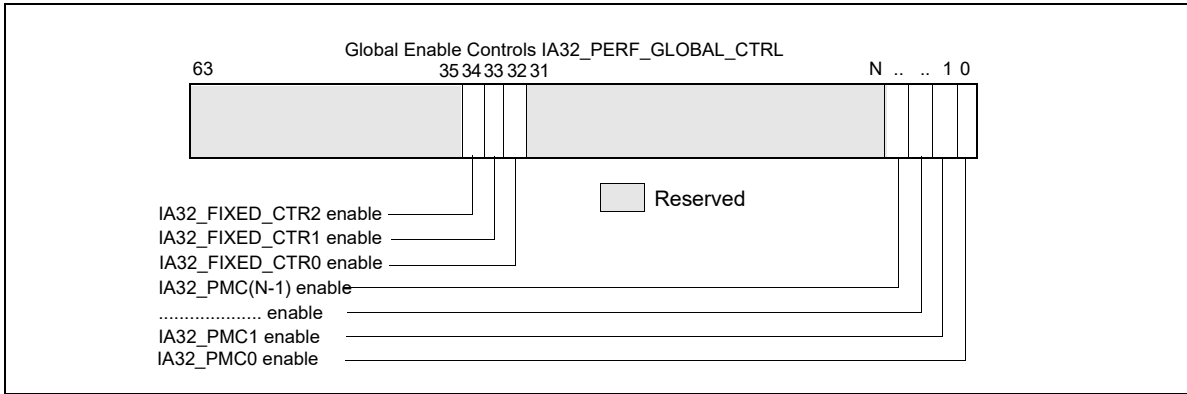 Global Enable Controls IA32_PERF_GLOBAL_CTRL
63 35 34 33 32 31 N .. .. 1 0
Reserved
IA32_FIXED_CTR2 enable
IA32_FIXED_CTR1 enable
IA32_FIXED_CTR0 enable
IA32_PMC(N-1) enable
.................... enable
IA32_PMC1 enable
IA32_PMC0 enable